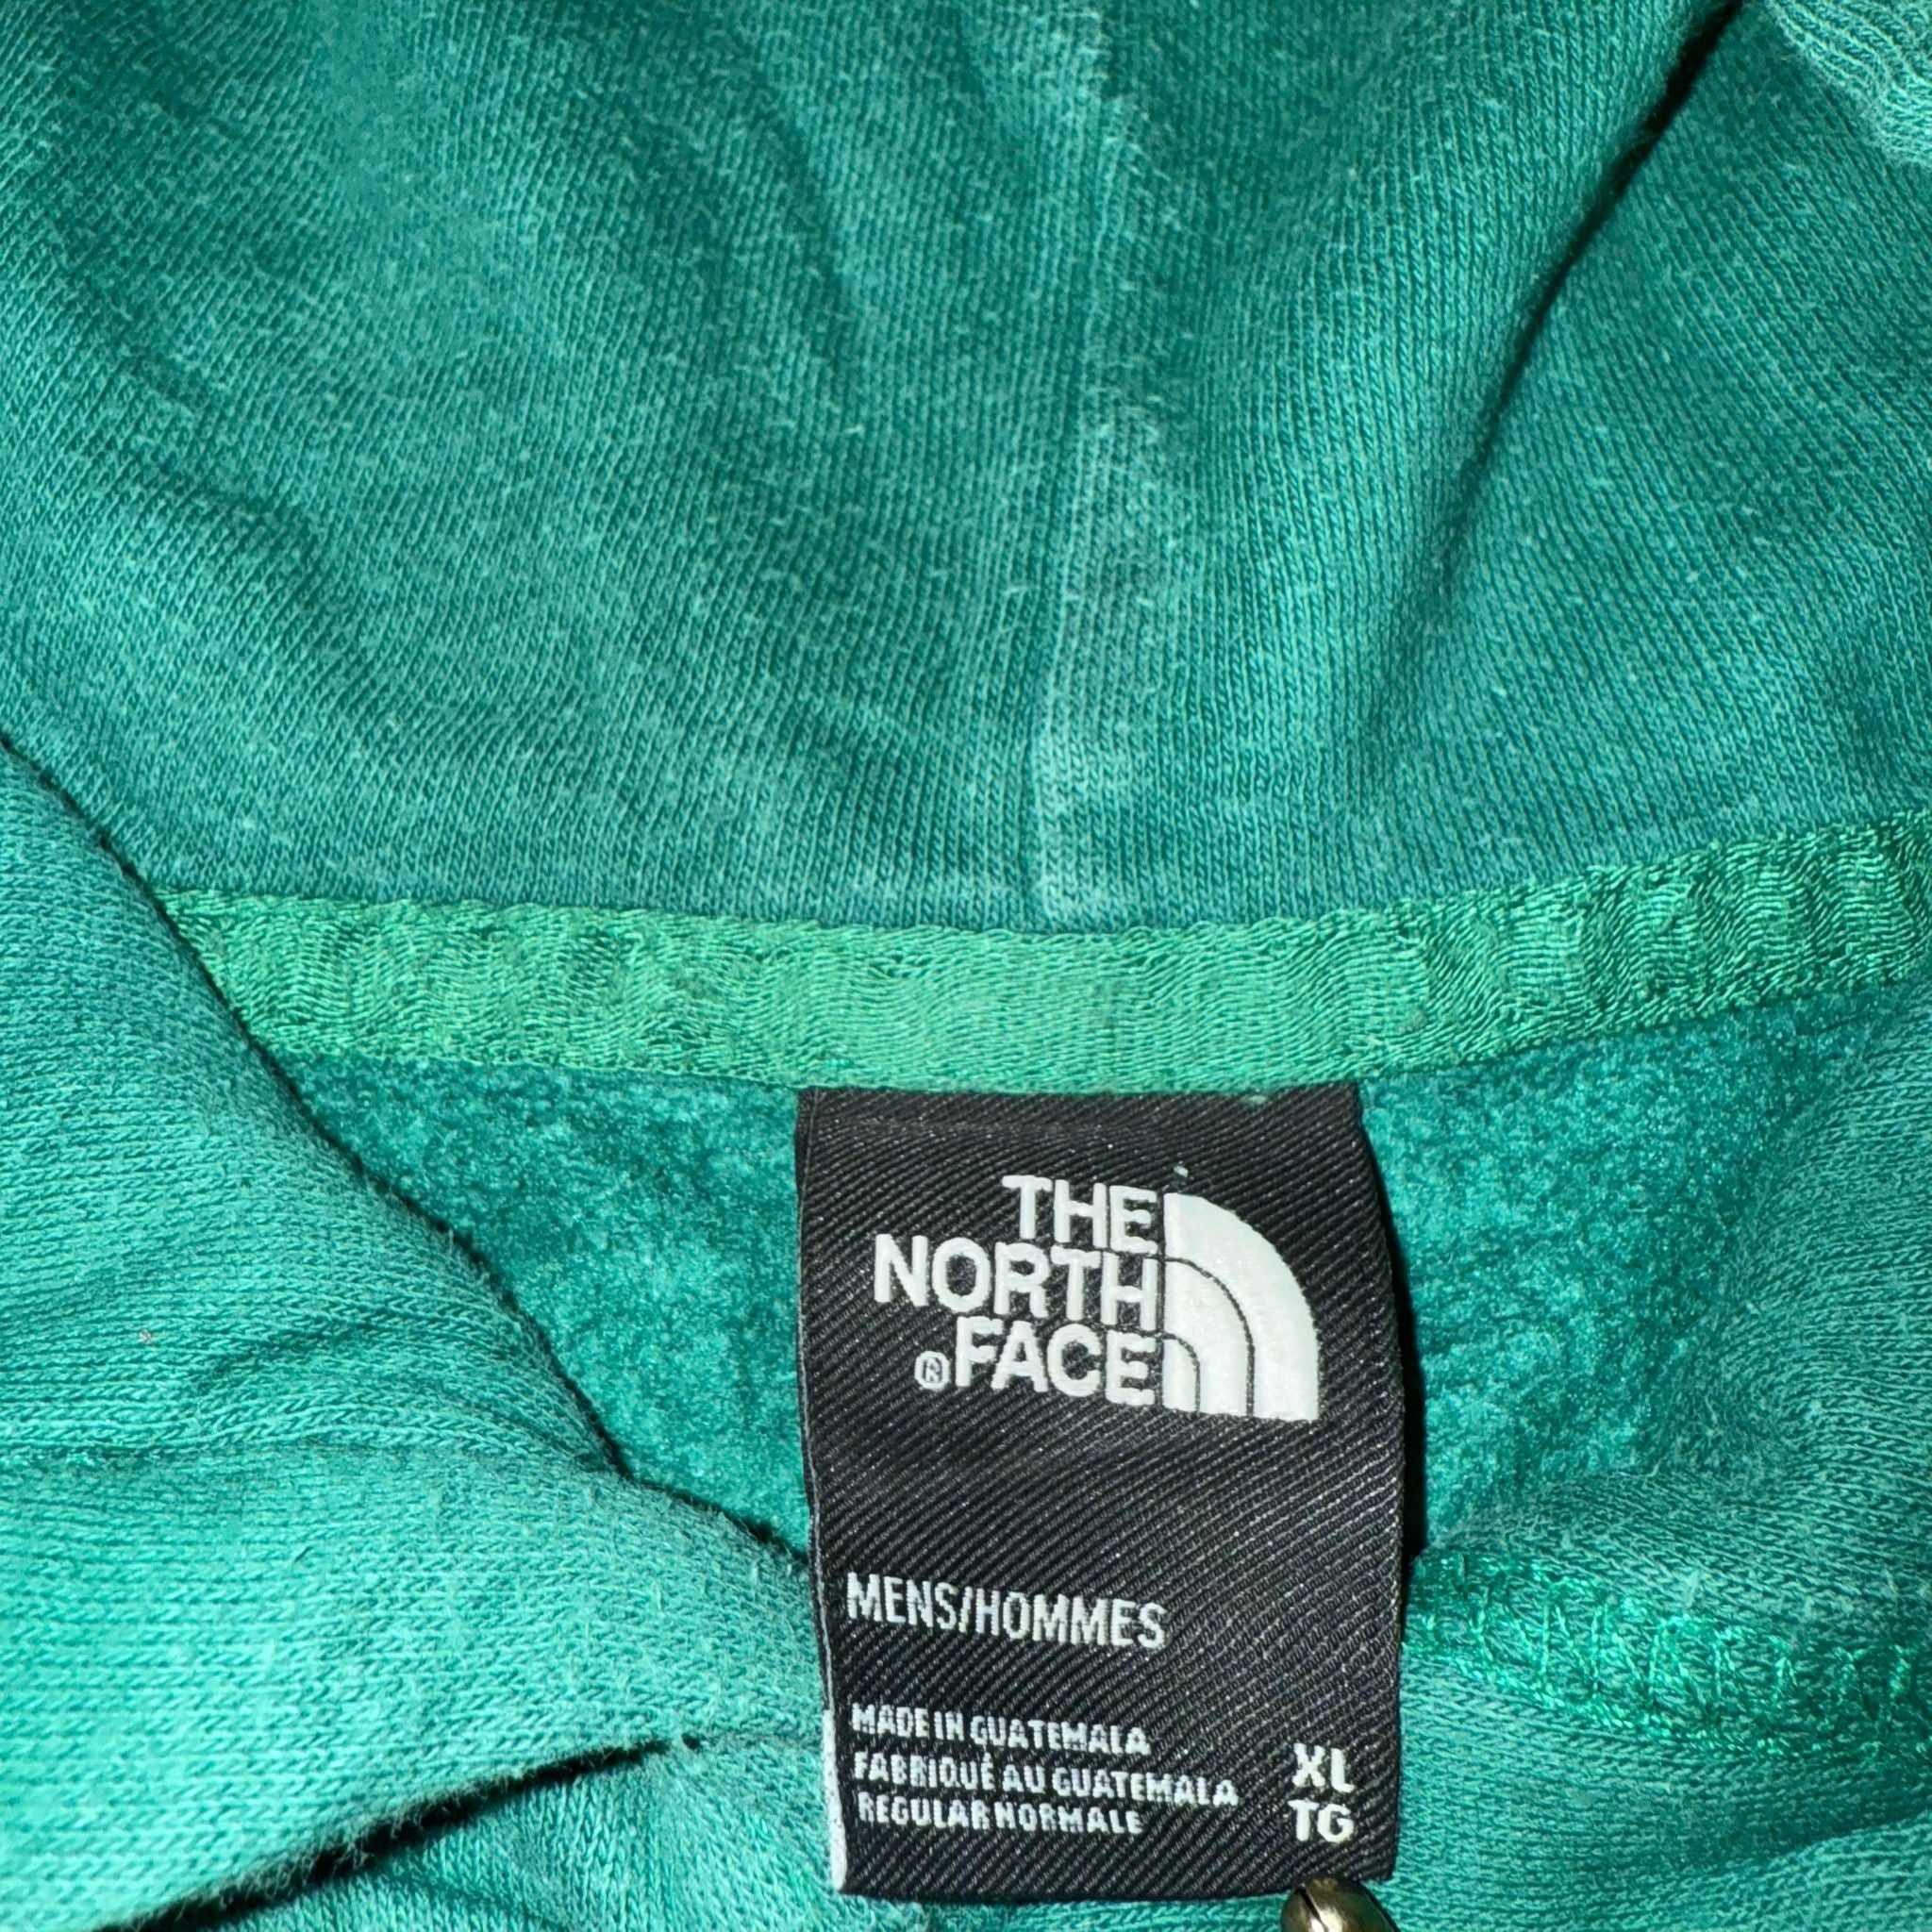 THE
NORTH
®FACE
MENS/HOMMES
MADE IN GUATEMALA
FABRIQUÉ AU GUATEMALA
REGULAR NORMALE
XL
TG